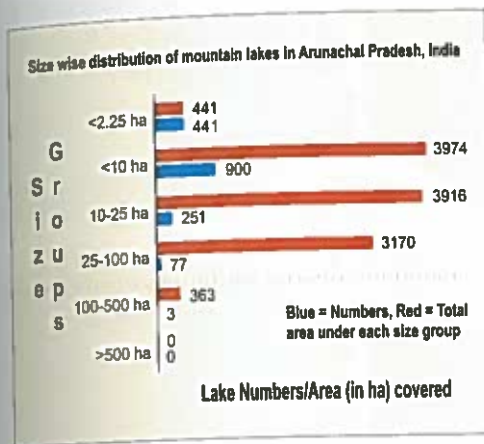 Size wise distribution of mountain lakes in Arunachal Pradesh, India
Size Groups
<2.25 ha
441
441
<10 ha
3974
900
10-25 ha
3916
251
25-100 ha
3170
77
100-500 ha
363
3
>500 ha
0
0
Blue = Numbers, Red = Total
area under each size group
Lake Numbers/Area (in ha) covered